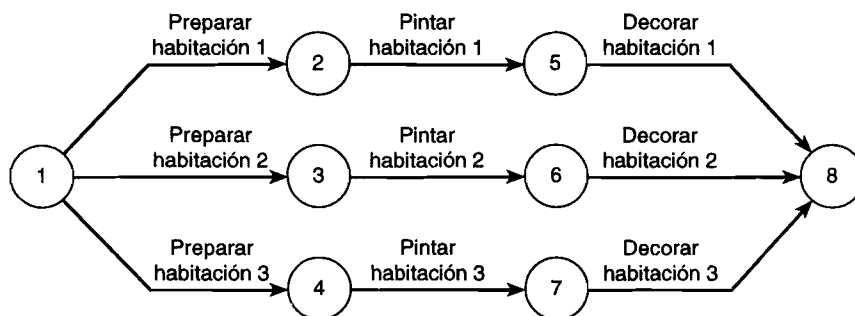 Preparar
habitación 1
Pintar
habitación 1
Decorar
habitación 1
2
5
Preparar
habitación 2
Pintar
habitación 2
Decorar
habitación 2
1
3
6
8
Preparar
habitación 3
Pintar
habitación 3
Decorar
habitación 3
4
7